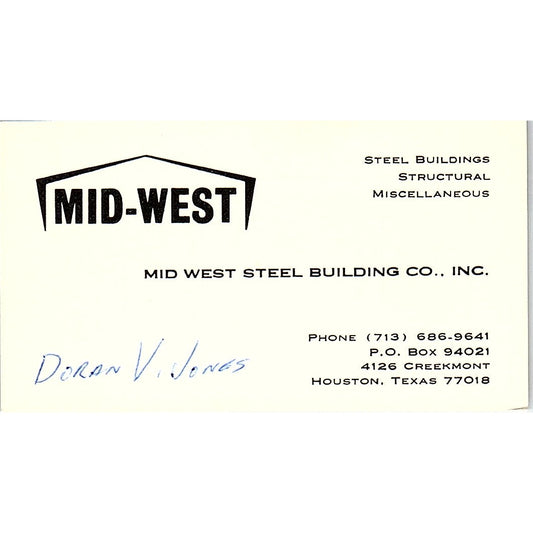 MID-WEST
STEEL BUILDINGS
STRUCTURAL
MISCELLANEOUS
MID WEST STEEL BUILDING CO., INC.
DORAN V. JONES
PHONE (713) 686-9641
P.O. BOX 94021
4126 CREEKMONT
HOUSTON, TEXAS 77018